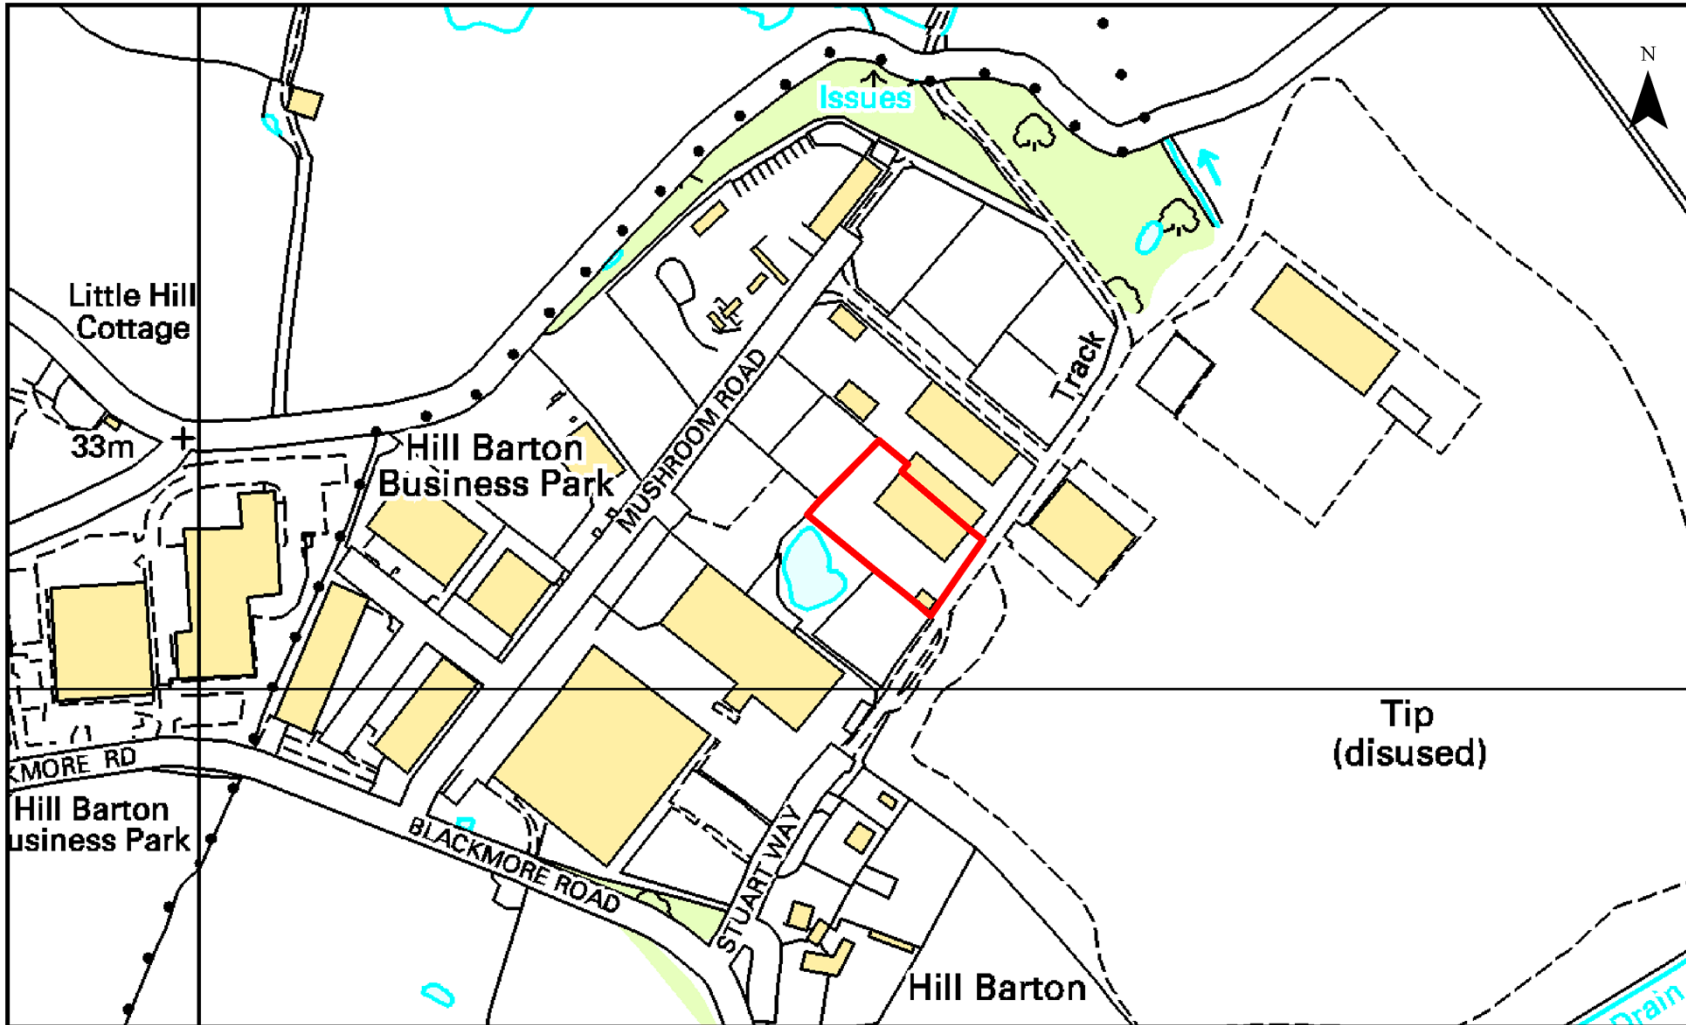 N
Issues
Little Hill
Cottage
33m
Hill Barton
Business Park
MUSHROOM ROAD
Track
Tip
(disused)
KMORE RD
Hill Barton
usiness Park
BLACKMORE ROAD
STUART WAY
Hill Barton
Drain